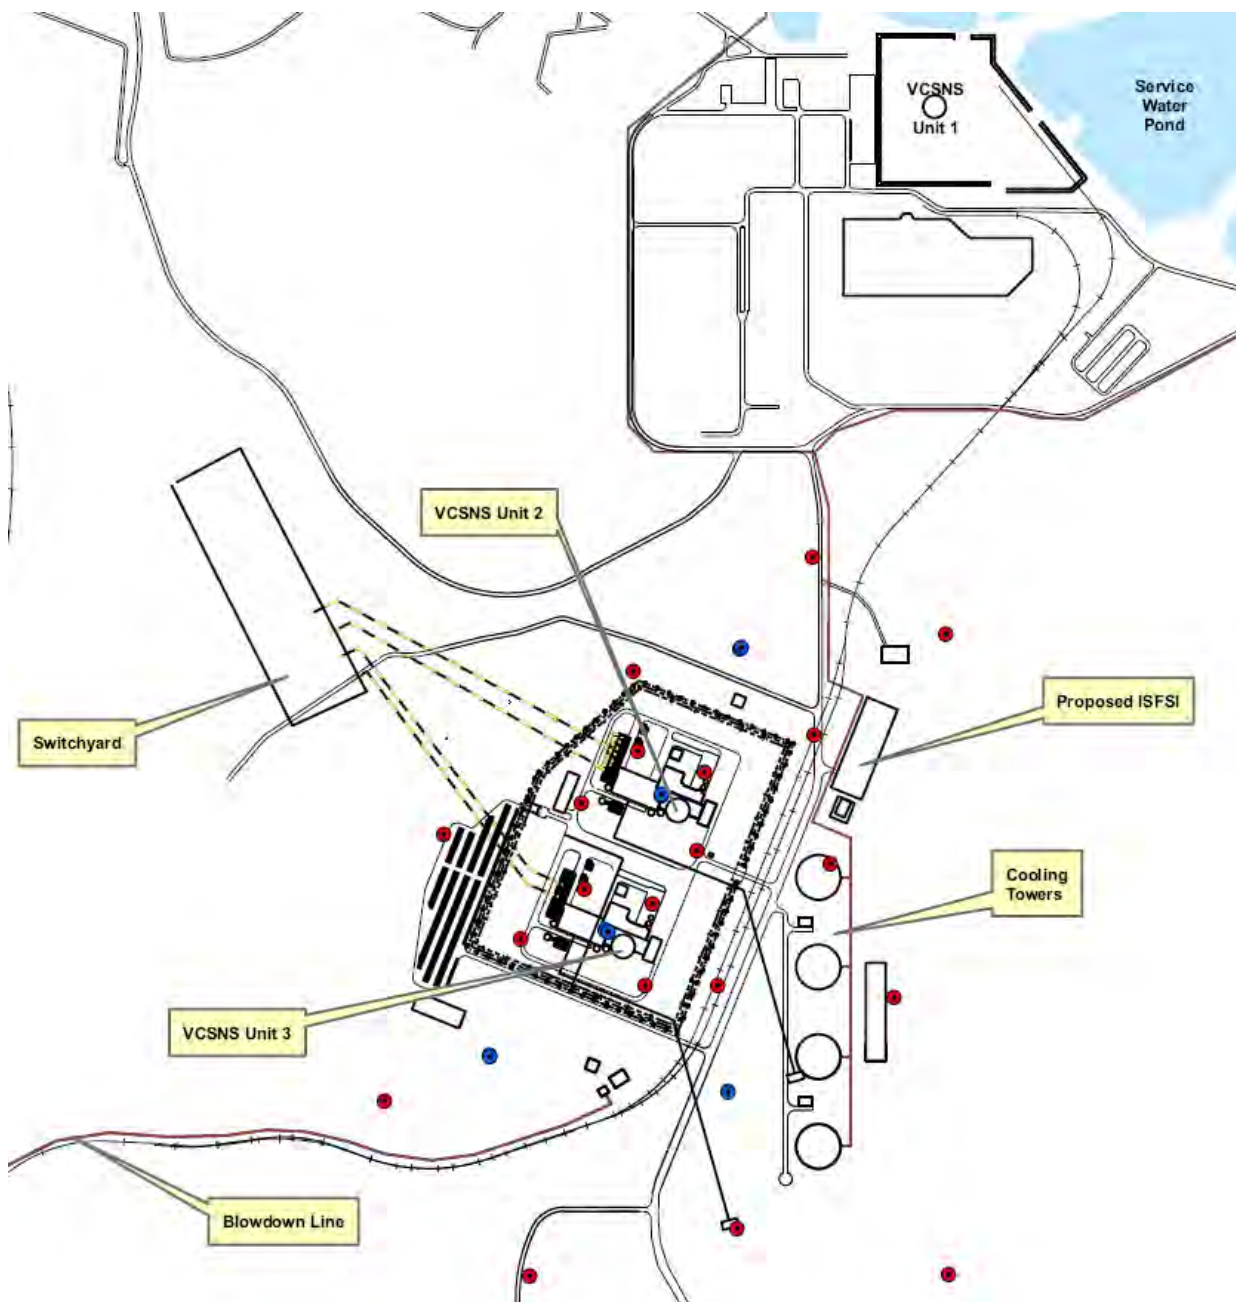 VCSNS
Unit 1
Service
Water
Pond
VCSNS Unit 2
Proposed ISFSI
Switchyard
Cooling
Towers
VCSNS Unit 3
Blowdown Line